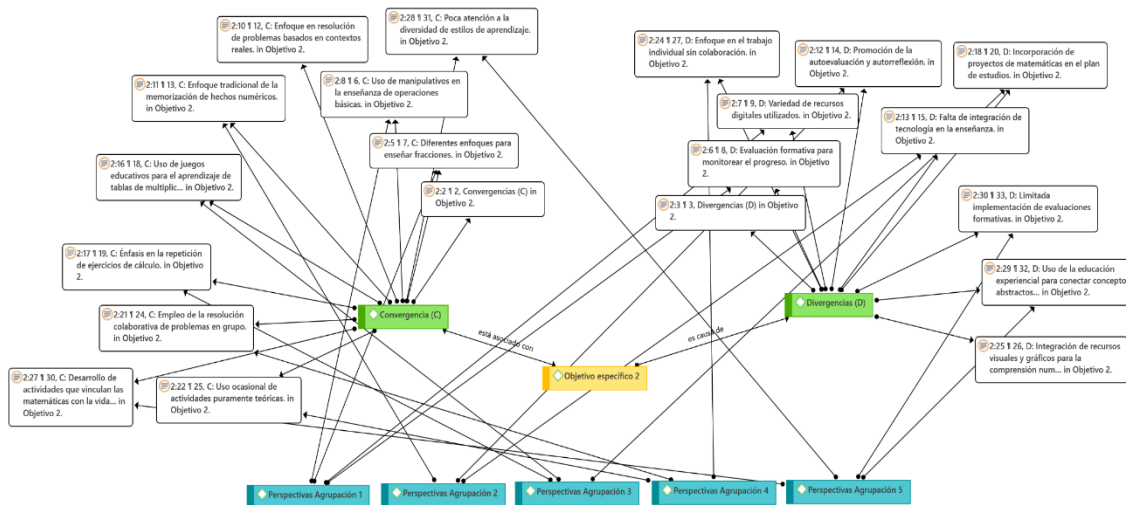 2:10 ¶ 12, C: Enfoque en resolución
de problemas basados en contextos
reales. in Objetivo 2.
2:28 ¶ 31, C: Poca atención a la
diversidad de estilos de aprendizaje.
in Objetivo 2.
2:24 ¶ 27, D: Enfoque en el trabajo
individual sin colaboración. in
Objetivo 2.
2:12 ¶ 14, D: Promoción de la
autoevaluación y autorreflexión. in
Objetivo 2.
2:18 ¶ 20, D: Incorporación de
proyectos de matemáticas en el plan
de estudios. in Objetivo 2.
2:11 ¶ 13, C: Enfoque tradicional de la
memorización de hechos numéricos.
in Objetivo 2.
2:8 ¶ 6, C: Uso de manipulativos en
la enseñanza de operaciones
básicas. in Objetivo 2.
2:7 ¶ 9, D: Variedad de recursos
digitales utilizados. in Objetivo 2.
2:13 ¶ 15, D: Falta de integración de
tecnología en la enseñanza. in
Objetivo 2.
2:5 ¶ 7, C: Diferentes enfoques para
enseñar fracciones. in Objetivo 2.
2:6 ¶ 8, D: Evaluación formativa para
monitorear el progreso. in Objetivo
2.
2:16 ¶ 18, C: Uso de juegos
educativos para el aprendizaje de
tablas de multiplic... in Objetivo 2.
2:2 ¶ 2, Convergencias (C) in
Objetivo 2.
2:3 ¶ 3, Divergencias (D) in Objetivo
2.
2:30 ¶ 33, D: Limitada
implementación de evaluaciones
formativas. in Objetivo 2.
2:17 ¶ 19, C: Énfasis en la repetición
de ejercicios de cálculo. in Objetivo
2.
2:29 ¶ 32, D: Uso de la educación
experiencial para conectar concepto
abstractos... in Objetivo 2.
2:21 ¶ 24, C: Empleo de la resolución
colaborativa de problemas en grupo.
in Objetivo 2.
Convergencia (C)
Divergencias (D)
está asociado con
es causa de
2:25 ¶ 26, D: Integración de recursos
visuales y gráficos para la
comprensión num... in Objetivo 2.
2:27 ¶ 30, C: Desarrollo de
actividades que vinculan las
matemáticas con la vida... in
Objetivo 2.
2:22 ¶ 25, C: Uso ocasional de
actividades puramente teóricas. in
Objetivo 2.
Objetivo específico 2
Perspectivas Agrupación 1
Perspectivas Agrupación 2
Perspectivas Agrupación 3
Perspectivas Agrupación 4
Perspectivas Agrupación 5